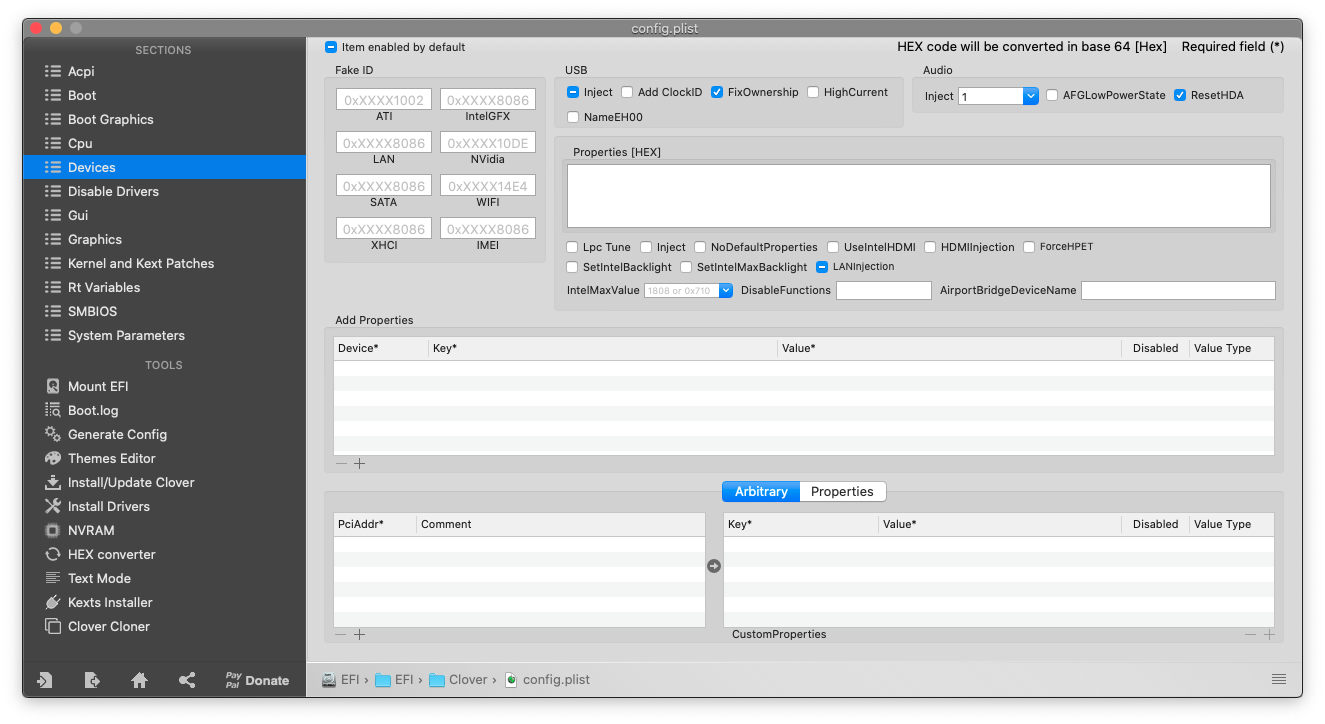 config.plist
SECTIONS
Acpi
Boot
Boot Graphics
Cpu
Devices
Disable Drivers
Gui
Graphics
Kernel and Kext Patches
Rt Variables
SMBIOS
System Parameters
TOOLS
Mount EFI
Boot.log
Generate Config
Themes Editor
Install/Update Clover
Install Drivers
NVRAM
HEX converter
Text Mode
Kexts Installer
Clover Cloner
Pay
Pal Donate
Item enabled by default
HEX code will be converted in base 64 [Hex] Required field (*)
Fake ID
0xXXXX1002 0xXXXX8086
ATI IntelGFX
0xXXXX8086 0xXXXX10DE
LAN NVidia
0xXXXX8086 0xXXXX14E4
SATA WIFI
0xXXXX8086 0xXXXX8086
XHCI IMEI
USB
Inject Add ClockID FixOwnership HighCurrent
NameEH00
Audio
Inject 1 AFGLowPowerState ResetHDA
Properties [HEX]
Lpc Tune Inject NoDefaultProperties UseIntelHDMI HDMIInjection ForceHPET
SetIntelBacklight SetIntelMaxBacklight LANInjection
IntelMaxValue 1808 or 0x710 DisableFunctions AirportBridgeDeviceName
Add Properties
Device* Key* Value* Disabled Value Type
Arbitrary Properties
PciAddr* Comment
Key* Value* Disabled Value Type
CustomProperties
EFI › EFI › Clover › config.plist